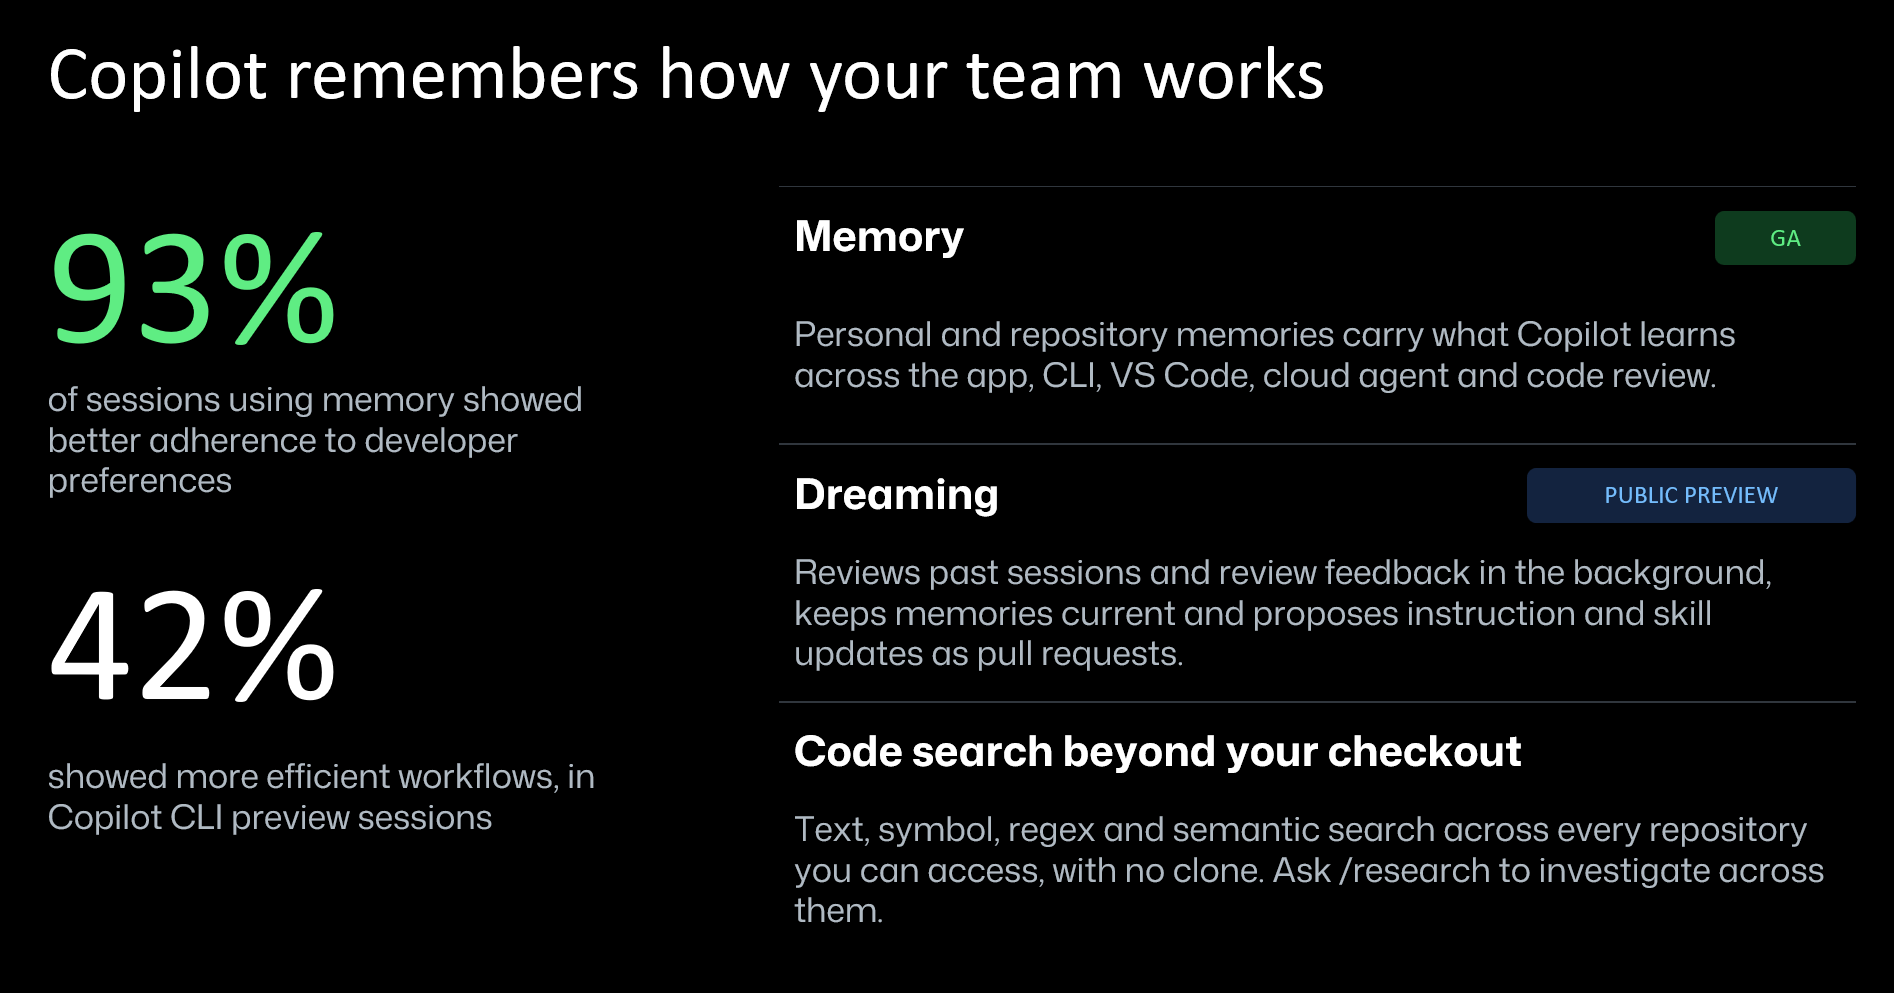 Copilot remembers how your team works
93%
of sessions using memory showed
better adherence to developer
preferences
42%
showed more efficient workflows, in
Copilot CLI preview sessions
Memory
GA
Personal and repository memories carry what Copilot learns
across the app, CLI, VS Code, cloud agent and code review.
Dreaming
PUBLIC PREVIEW
Reviews past sessions and review feedback in the background,
keeps memories current and proposes instruction and skill
updates as pull requests.
Code search beyond your checkout
Text, symbol, regex and semantic search across every repository
you can access, with no clone. Ask /research to investigate across
them.